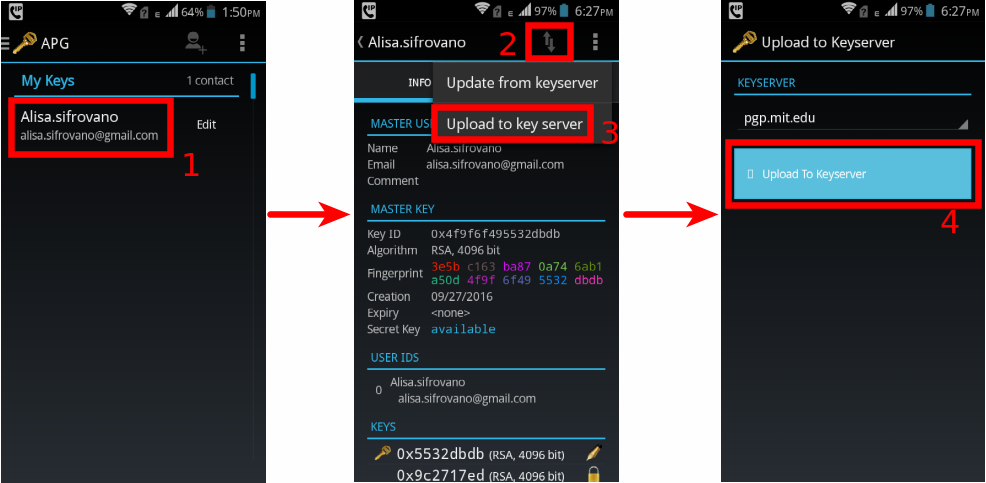 64% 1:50PM
APG
My Keys 1 contact
Alisa.sifrovano
alisa.sifrovano@gmail.com
Edit
1
97% 6:27PM
Alisa.sifrovano
2
INFO
Update from keyserver
Upload to key server
3
MASTER USE
Name Alisa.sifrovano
Email alisa.sifrovano@gmail.com
Comment
MASTER KEY
Key ID 0x4f9f6f495532dbdb
Algorithm RSA, 4096 bit
Fingerprint 3e5b c163 ba87 0a74 6ab1
a50d 4f9f 6f49 5532 dbdb
Creation 09/27/2016
Expiry <none>
Secret Key available
USER IDS
0 Alisa.sifrovano
alisa.sifrovano@gmail.com
KEYS
0x5532dbdb (RSA, 4096 bit)
0x9c2717ed (RSA, 4096 bit)
97% 6:27PM
Upload to Keyserver
KEYSERVER
pgp.mit.edu
Upload To Keyserver
4